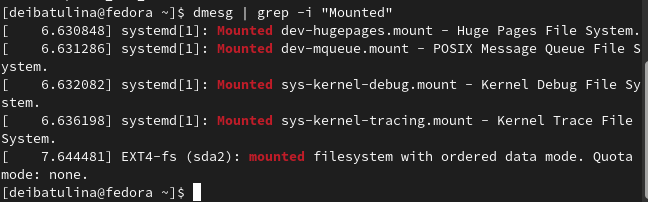 [deibatulina@fedora ~]$ dmesg | grep -i "Mounted"
[    6.630848] systemd[1]: Mounted dev-hugepages.mount - Huge Pages File System.
[    6.631286] systemd[1]: Mounted dev-mqueue.mount - POSIX Message Queue File S
ystem.
[    6.632082] systemd[1]: Mounted sys-kernel-debug.mount - Kernel Debug File Sy
stem.
[    6.636198] systemd[1]: Mounted sys-kernel-tracing.mount - Kernel Trace File
System.
[    7.644481] EXT4-fs (sda2): mounted filesystem with ordered data mode. Quota
mode: none.
[deibatulina@fedora ~]$